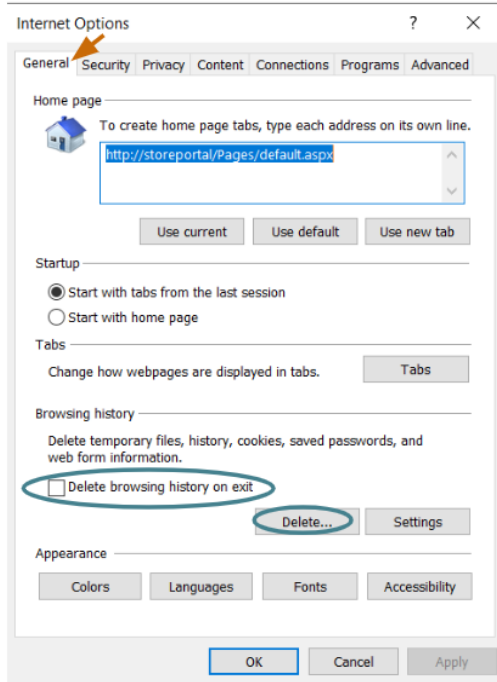 Internet Options ? ×
General Security Privacy Content Connections Programs Advanced
Home page
To create home page tabs, type each address on its own line.
http://storeportal/Pages/default.aspx
Use current Use default Use new tab
Startup
Start with tabs from the last session
Start with home page
Tabs
Change how webpages are displayed in tabs. Tabs
Browsing history
Delete temporary files, history, cookies, saved passwords, and
web form information.
Delete browsing history on exit
Delete... Settings
Appearance
Colors Languages Fonts Accessibility
OK Cancel Apply